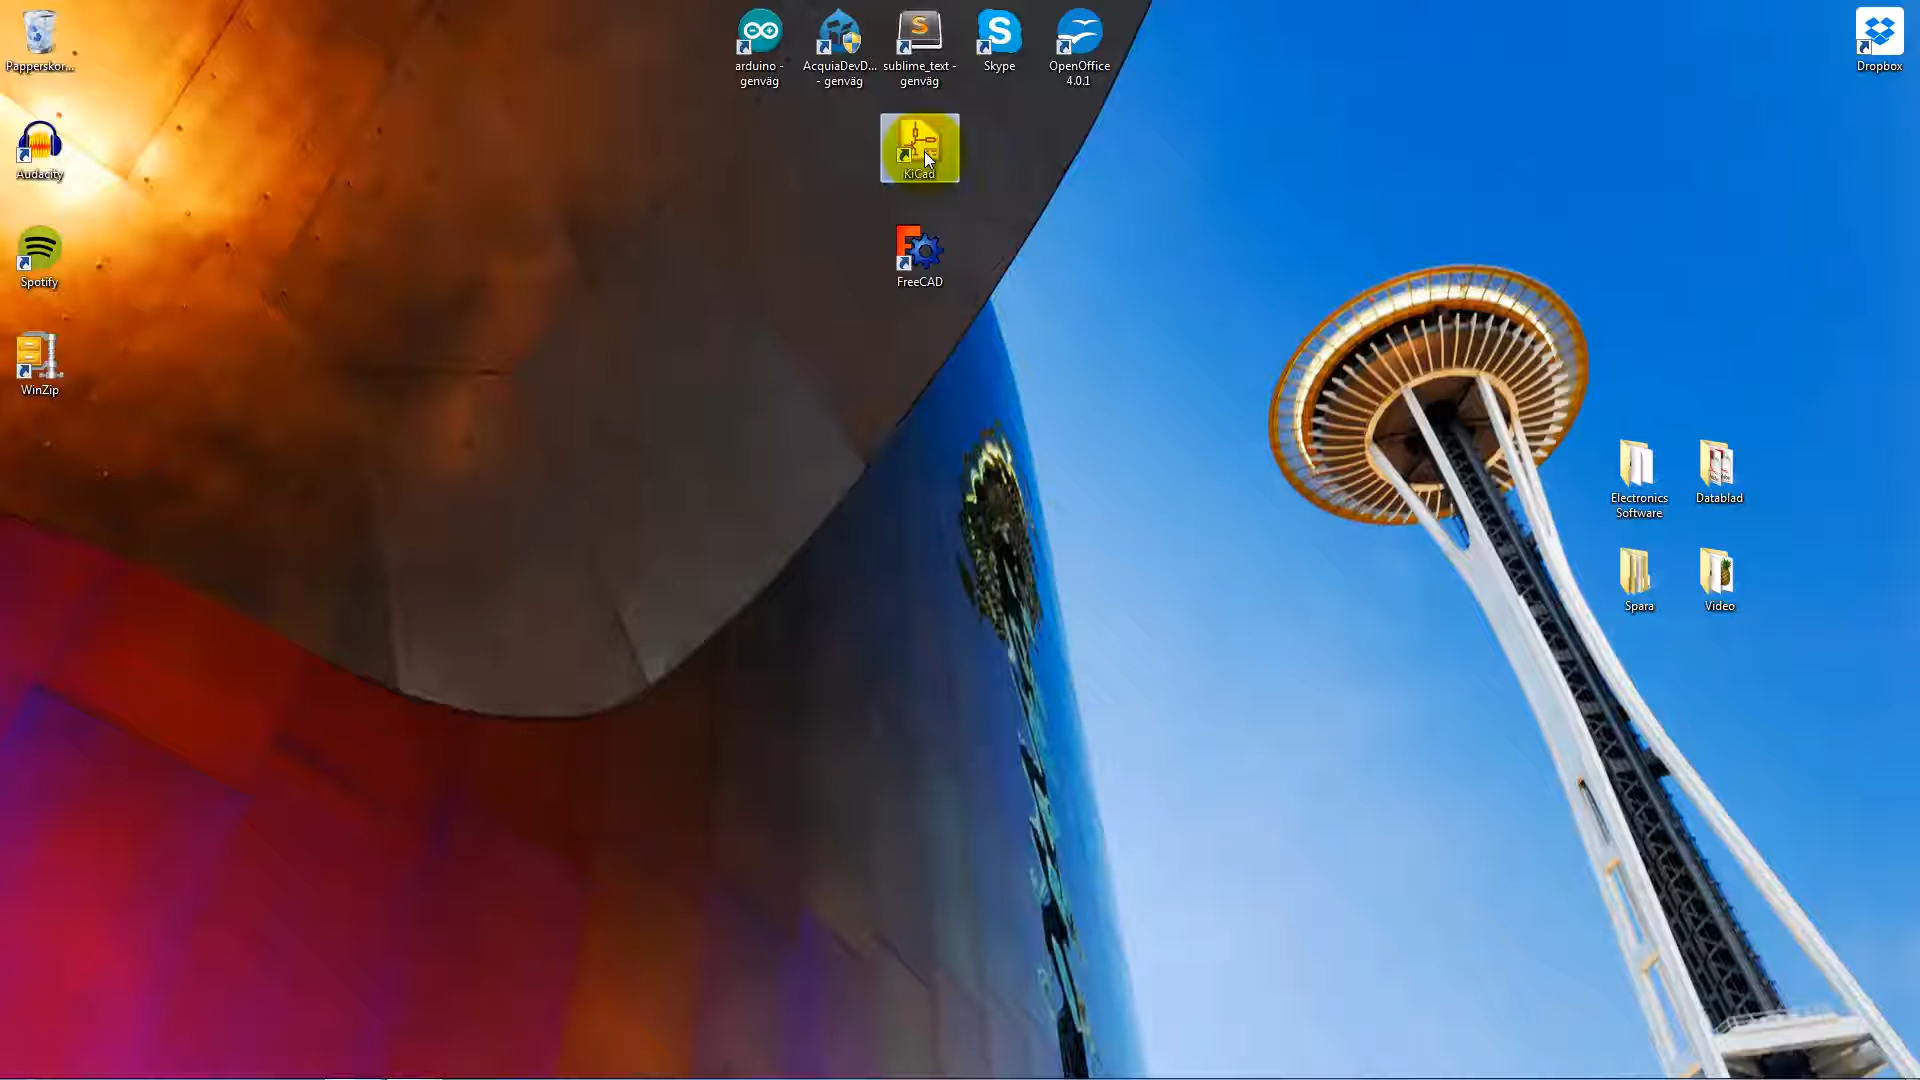 Papperskor...
arduino -
genväg
AcquiaDevD...
- genväg
sublime_text -
genväg
Skype
OpenOffice
4.0.1
Dropbox
Audacity
KiCad
Spotify
FreeCAD
WinZip
Electronics
Software
Datablad
Spara
Video